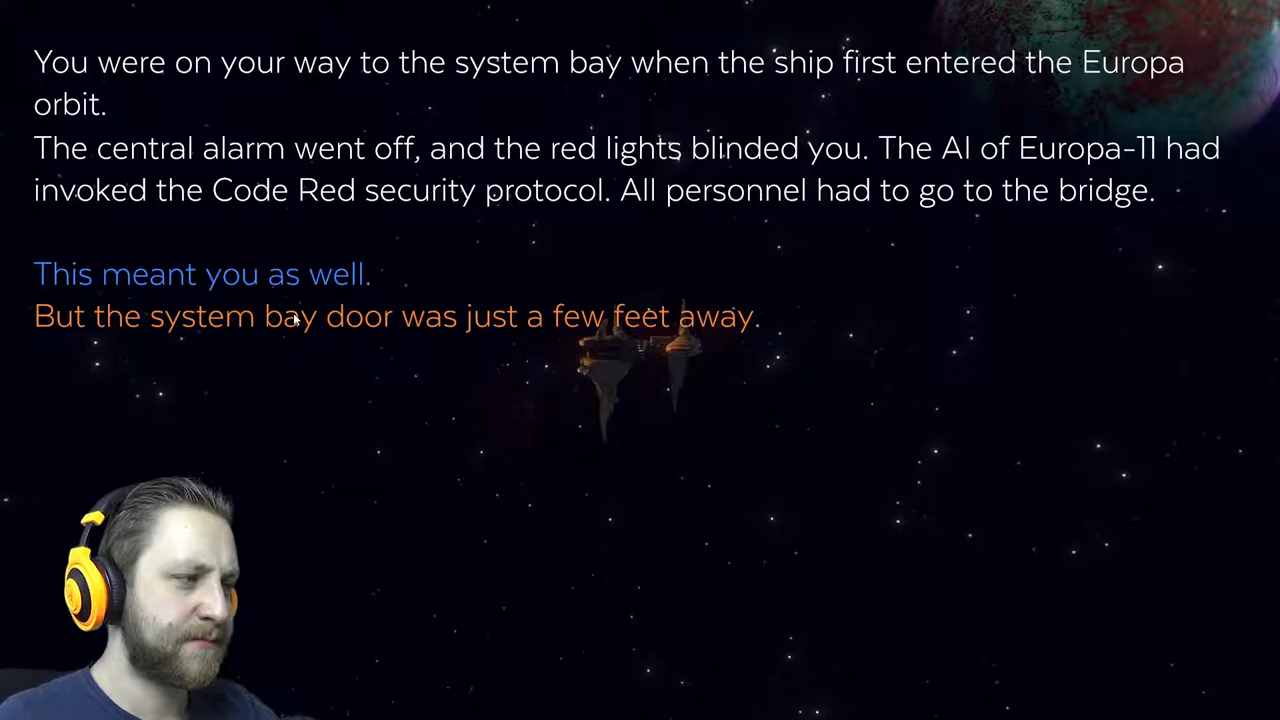 You were on your way to the system bay when the ship first entered the Europa
orbit.
The central alarm went off, and the red lights blinded you. The AI of Europa-11 had
invoked the Code Red security protocol. All personnel had to go to the bridge.
This meant you as well.
But the system bay door was just a few feet away.